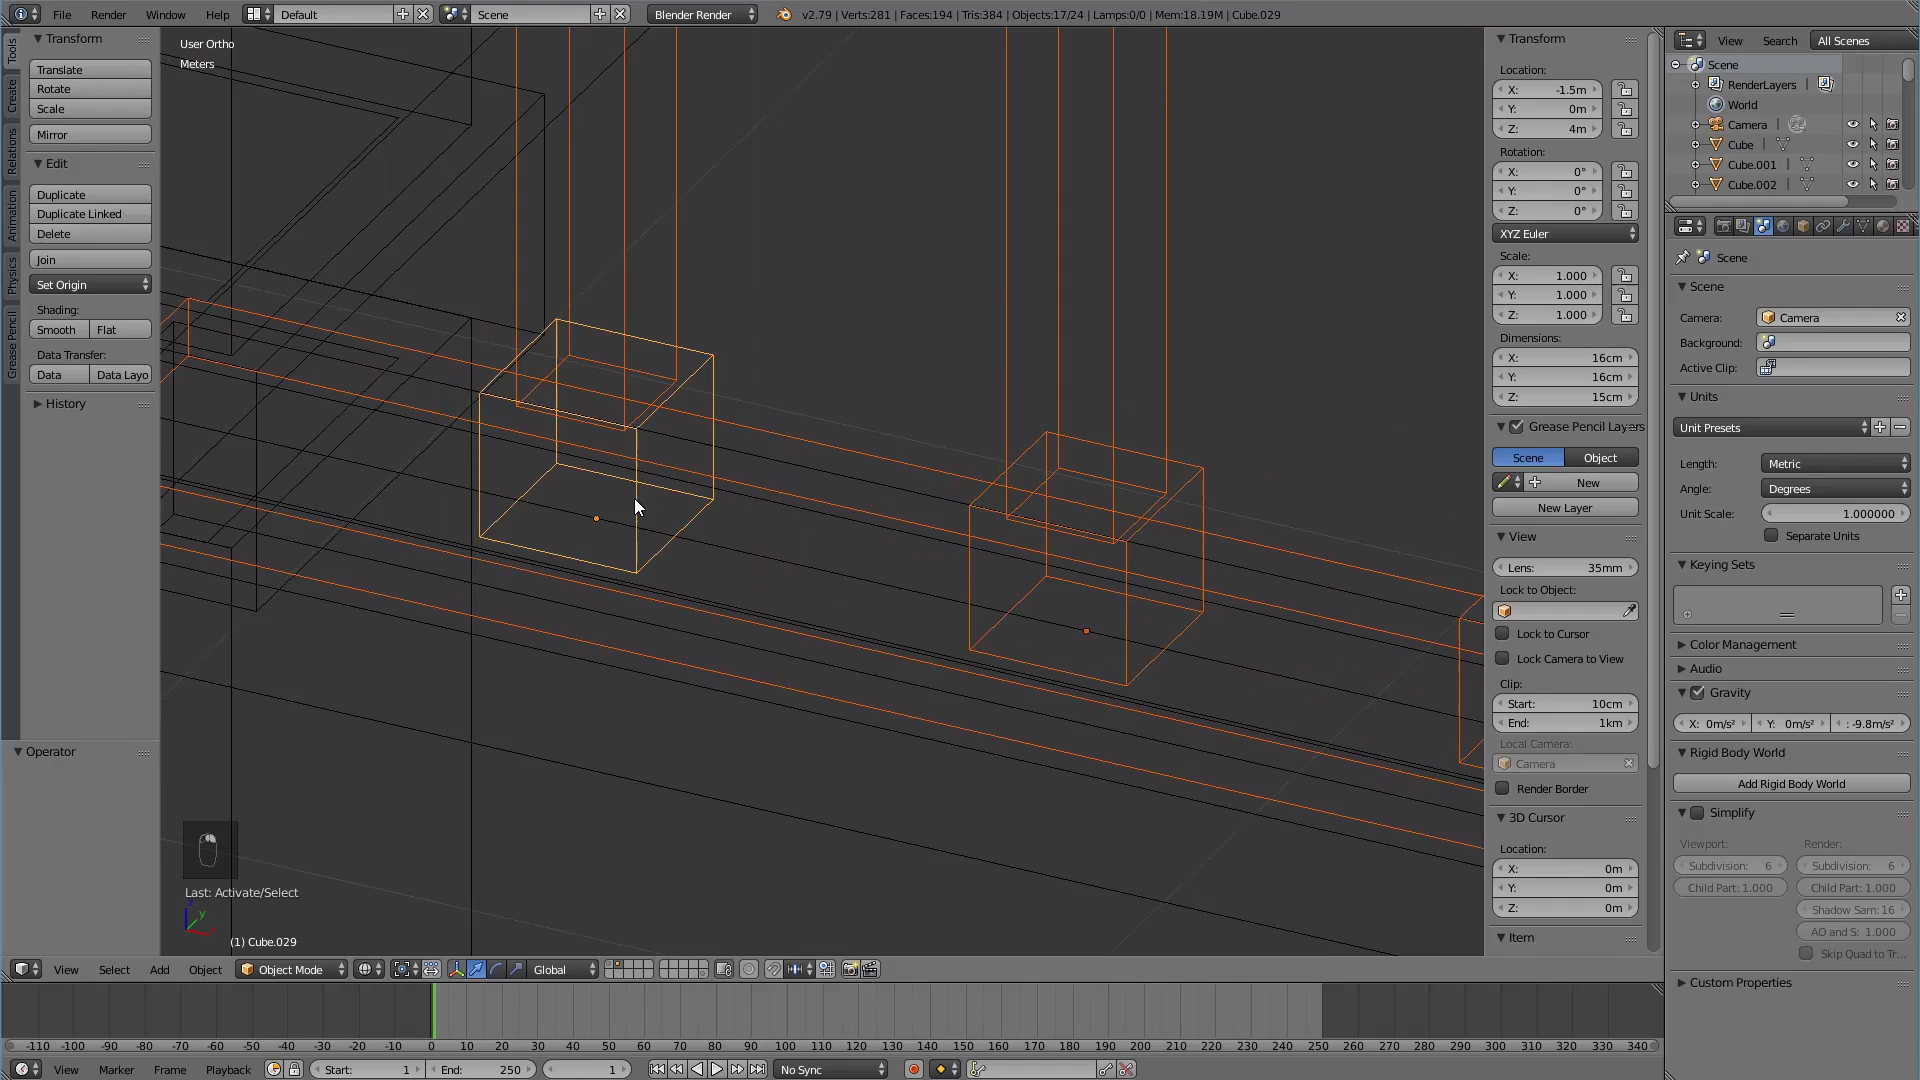 File Render Window Help Default Scene Blender Render v2.79 | Verts:281 | Faces:194 | Tris:384 | Objects:17/24 | Lamps:0/0 | Mem:18.19M | Cube.029
Tools
Create
Relations
Animation
Physics
Grease Pencil
Transform
Translate
Rotate
Scale
Mirror
Edit
Duplicate
Duplicate Linked
Delete
Join
Set Origin
Shading:
Smooth Flat
Data Transfer:
Data Data Layo
History
Operator
User Ortho
Meters
Last: Activate/Select
z
y
(1) Cube.029
Transform
Location:
X: -1.5m
Y: 0m
Z: 4m
Rotation:
X: 0°
Y: 0°
Z: 0°
XYZ Euler
Scale:
X: 1.000
Y: 1.000
Z: 1.000
Dimensions:
X: 16cm
Y: 16cm
Z: 15cm
Grease Pencil Layers
Scene Object
New
New Layer
View
Lens: 35mm
Lock to Object:
Lock to Cursor
Lock Camera to View
Clip:
Start: 10cm
End: 1km
Local Camera:
Camera
Render Border
3D Cursor
Location:
X: 0m
Y: 0m
Z: 0m
Item
View Search All Scenes
Scene
RenderLayers
World
Camera
Cube
Cube.001
Cube.002
Scene
Scene
Camera: Camera
Background:
Active Clip:
Units
Unit Presets
Length: Metric
Angle: Degrees
Unit Scale: 1.000000
Separate Units
Keying Sets
Color Management
Audio
Gravity
X: 0m/s² Y: 0m/s² : -9.8m/s²
Rigid Body World
Add Rigid Body World
Simplify
Viewport: Render:
Subdivision: 6 Subdivision: 6
Child Part: 1.000 Child Part: 1.000
Shadow Sam: 16
AO and S: 1.000
Skip Quad to Tr...
Custom Properties
View Select Add Object Object Mode Global
-110 -100 -90 -80 -70 -60 -50 -40 -30 -20 -10 0 10 20 30 40 50 60 70 80 90 100 110 120 130 140 150 160 170 180 190 200 210 220 230 240 250 260 270 280 290 300 310 320 330 340
View Marker Frame Playback Start: 1 End: 250 1 No Sync